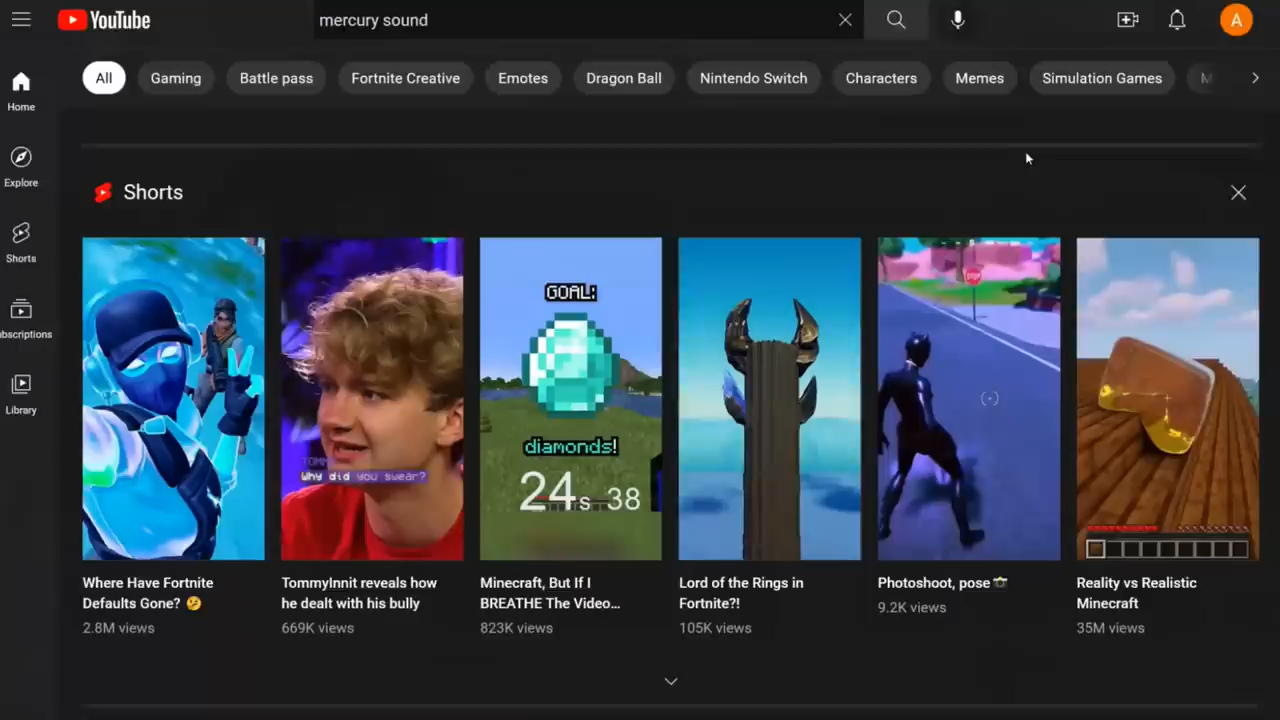 YouTube
mercury sound
A
All
Gaming
Battle pass
Fortnite Creative
Emotes
Dragon Ball
Nintendo Switch
Characters
Memes
Simulation Games
M
Home
Explore
Shorts
bscriptions
Library
Shorts
Why did you swear?
GOAL:
diamonds!
24s 38
STOP
Where Have Fortnite
Defaults Gone? 🤔
2.8M views
TommyInnit reveals how
he dealt with his bully
669K views
Minecraft, But If I
BREATHE The Video...
823K views
Lord of the Rings in
Fortnite?!
105K views
Photoshoot, pose📸
9.2K views
Reality vs Realistic
Minecraft
35M views